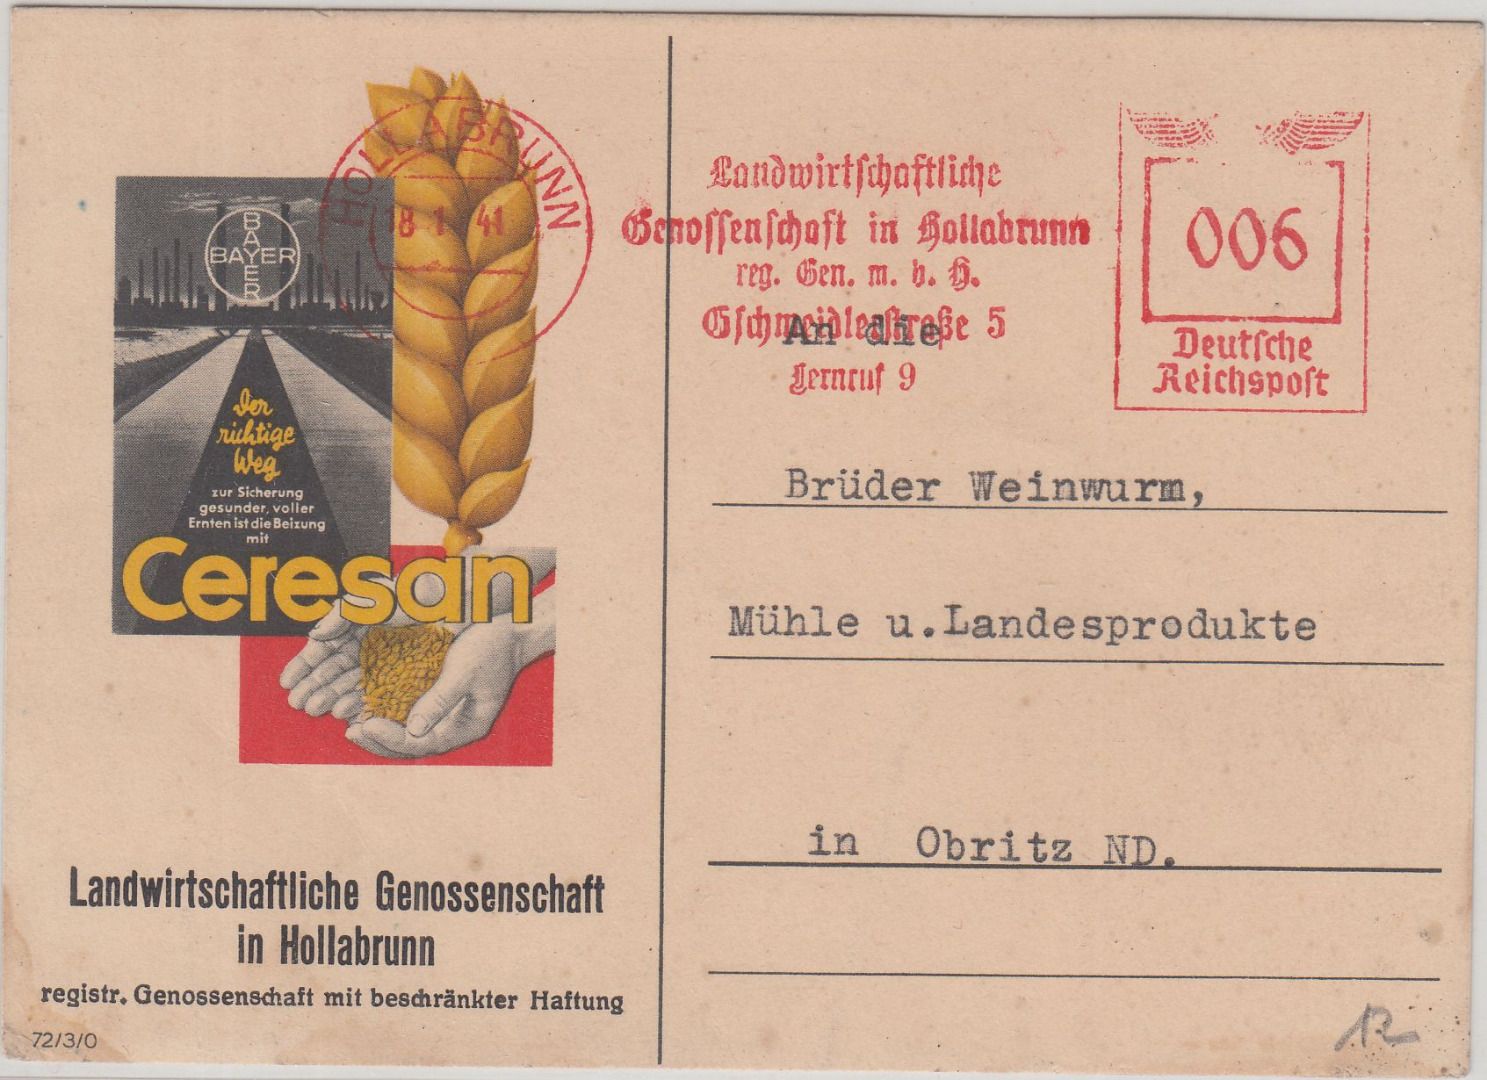 HOLLABRUNN
18 1 41
BAYER
BAYER
Der
richtige
Weg
zur Sicherung
gesunder, voller
Ernten ist die Beizung
mit
Ceresan
Landwirtschaftliche Genossenschaft
in Hollabrunn
registr. Genossenschaft mit beschränkter Haftung
72/3/0
Landwirtschaftliche
Genossenschaft in Hollabrunn
reg. Gen. m. b. H.
Gschmeidlerstraße 5
Fernruf 9
006
Deutsche
Reichspost
An die
Brüder Weinwurm,
Mühle u.Landesprodukte
in Obritz ND.